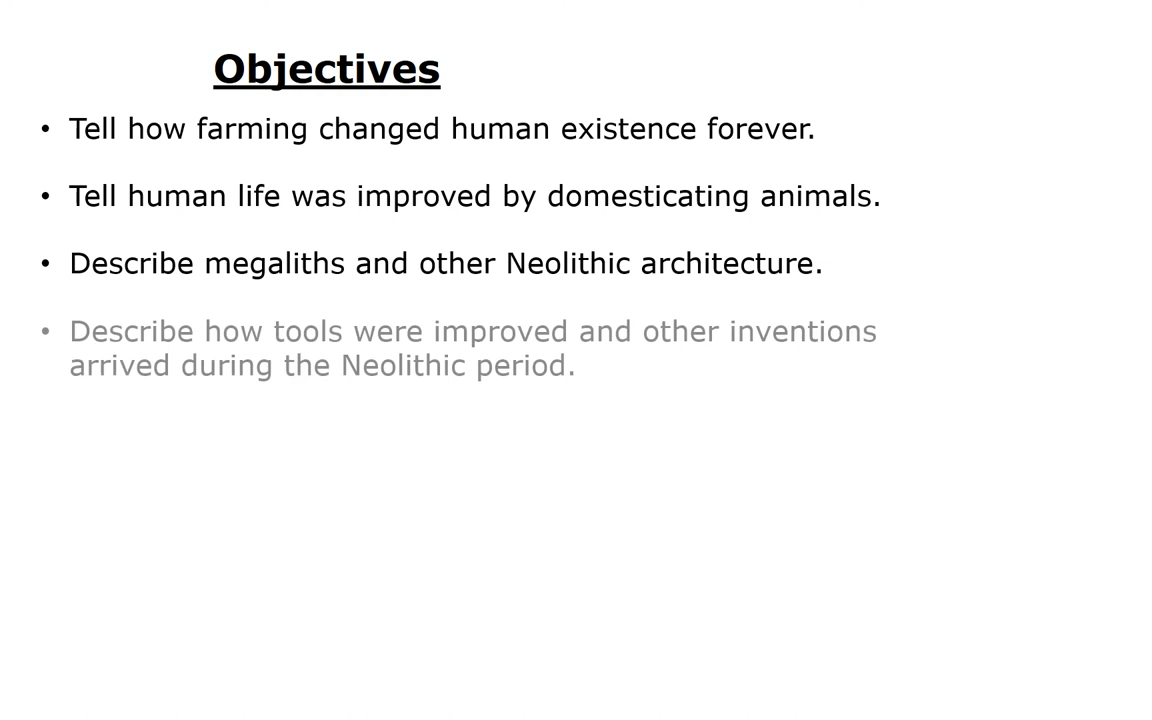 Objectives
• Tell how farming changed human existence forever.
• Tell human life was improved by domesticating animals.
• Describe megaliths and other Neolithic architecture.
• Describe how tools were improved and other inventions
arrived during the Neolithic period.